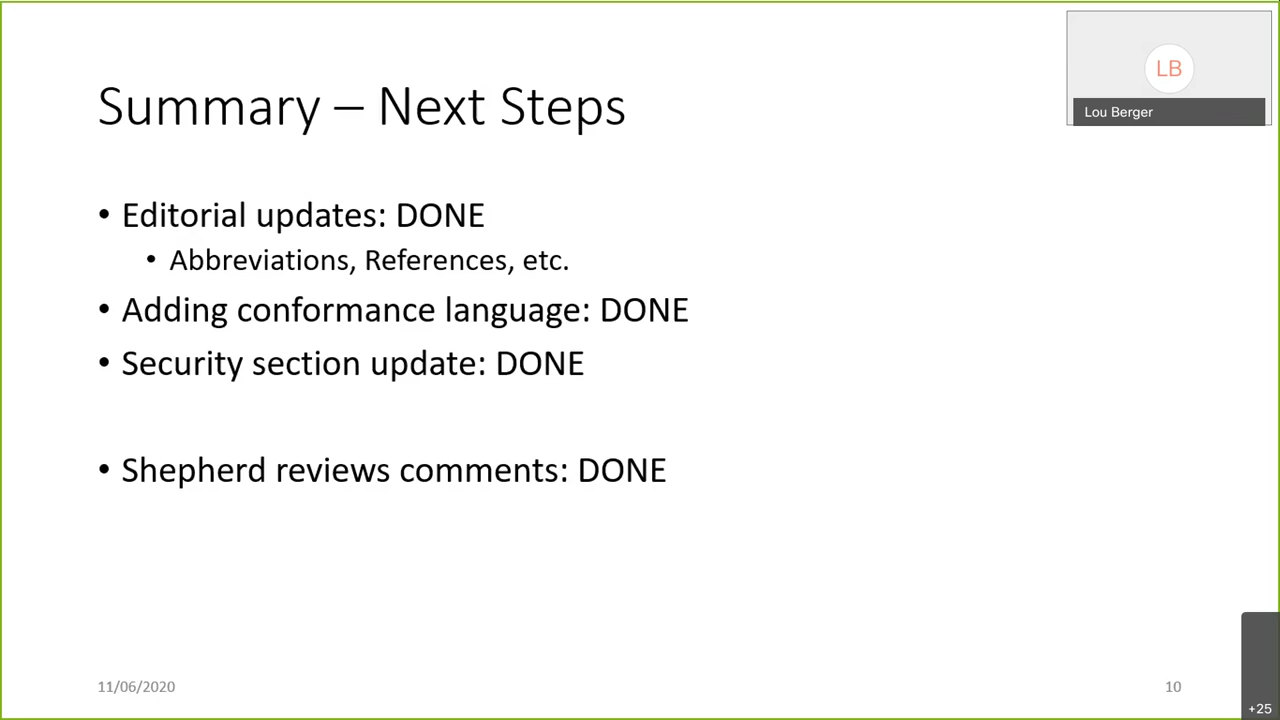 LB
Lou Berger
Summary – Next Steps
• Editorial updates: DONE
• Abbreviations, References, etc.
• Adding conformance language: DONE
• Security section update: DONE
• Shepherd reviews comments: DONE
11/06/2020
10
+25